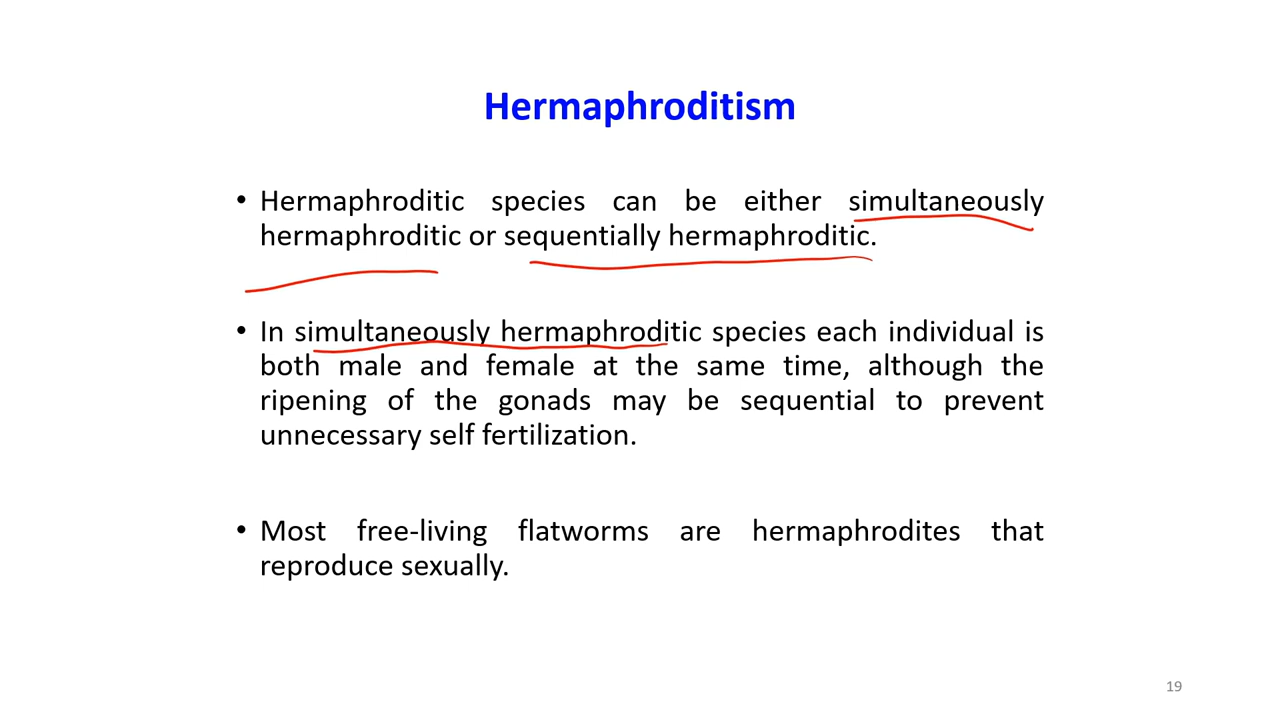 Hermaphroditism
• Hermaphroditic species can be either simultaneously
hermaphroditic or sequentially hermaphroditic.
• In simultaneously hermaphroditic species each individual is
both male and female at the same time, although the
ripening of the gonads may be sequential to prevent
unnecessary self fertilization.
• Most free-living flatworms are hermaphrodites that
reproduce sexually.
19